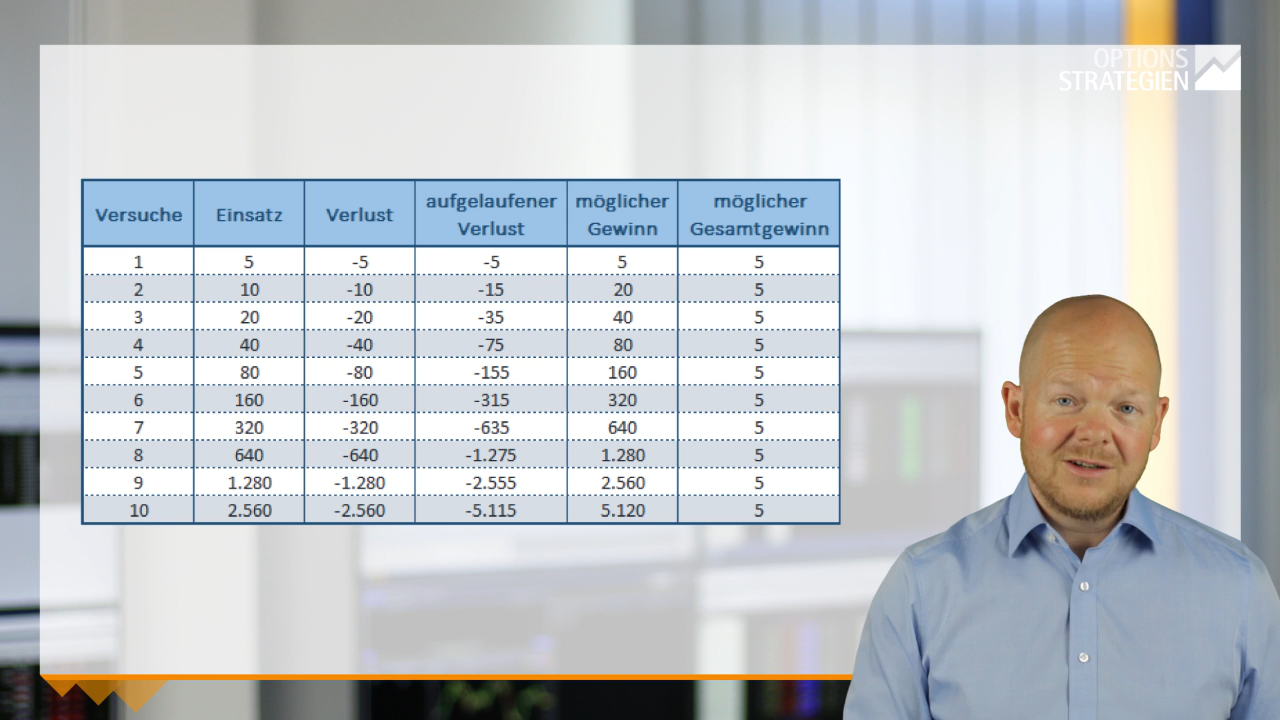 OPTIONS
STRATEGIEN
Versuche Einsatz Verlust aufgelaufener Verlust möglicher Gewinn möglicher Gesamtgewinn
1 5 -5 -5 5 5
2 10 -10 -15 20 5
3 20 -20 -35 40 5
4 40 -40 -75 80 5
5 80 -80 -155 160 5
6 160 -160 -315 320 5
7 320 -320 -635 640 5
8 640 -640 -1.275 1.280 5
9 1.280 -1.280 -2.555 2.560 5
10 2.560 -2.560 -5.115 5.120 5